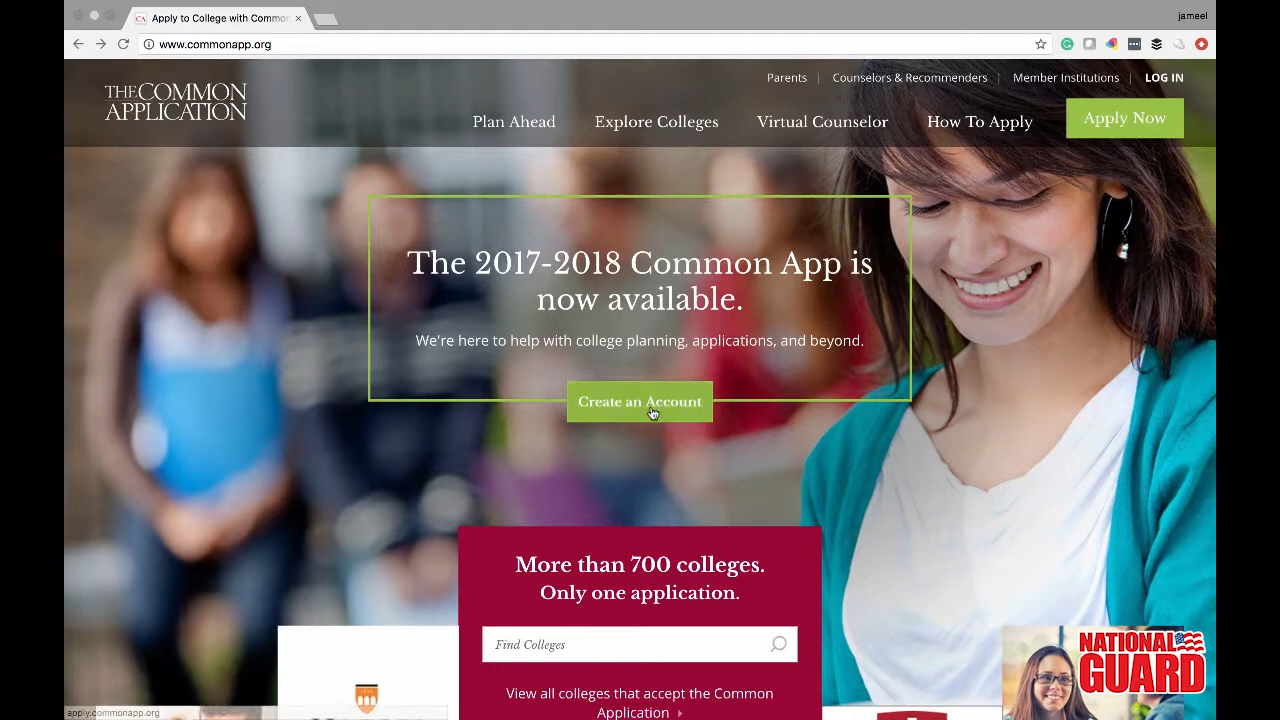 Apply to College with Commo
jameel
www.commonapp.org
Parents | Counselors & Recommenders | Member Institutions | LOG IN
THE COMMON
APPLICATION
Plan Ahead
Explore Colleges
Virtual Counselor
How To Apply
Apply Now
The 2017-2018 Common App is
now available.
We're here to help with college planning, applications, and beyond.
Create an Account
More than 700 colleges.
Only one application.
Find Colleges
View all colleges that accept the Common
Application
NATIONAL
GUARD
apply.commonapp.org